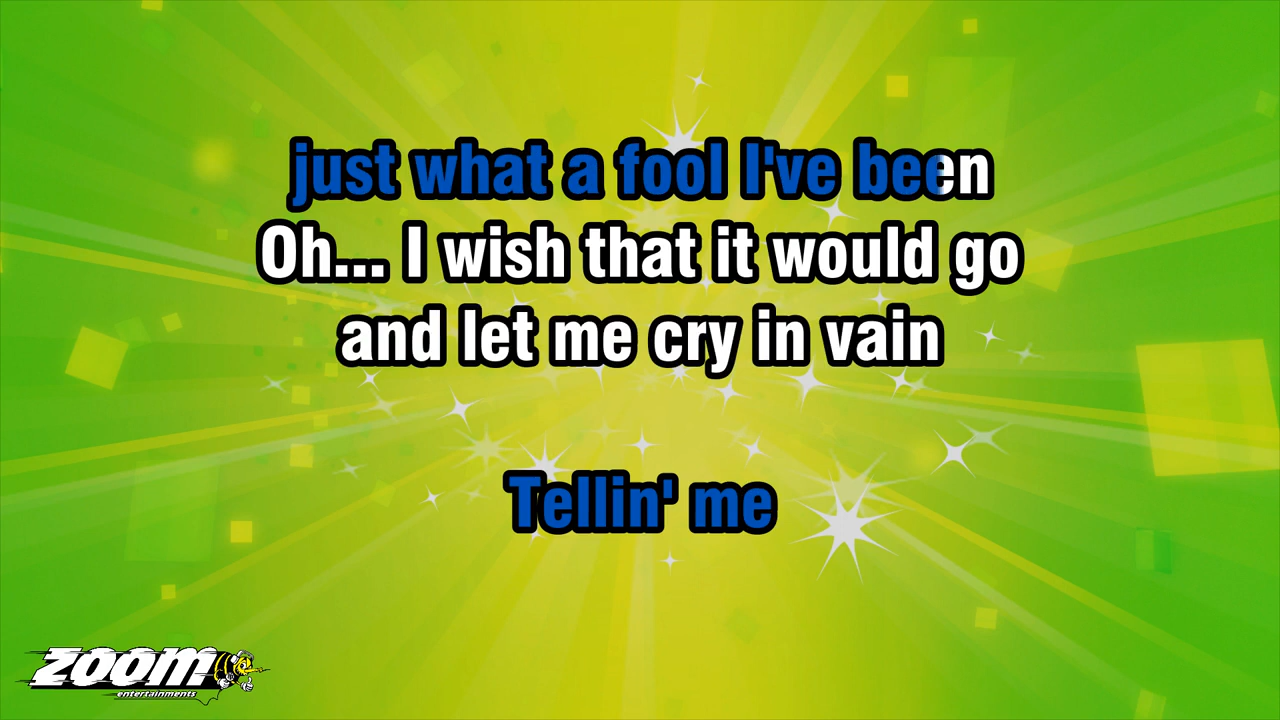 just what a fool I've been
Oh... I wish that it would go
and let me cry in vain
Tellin' me
zoom
entertainments